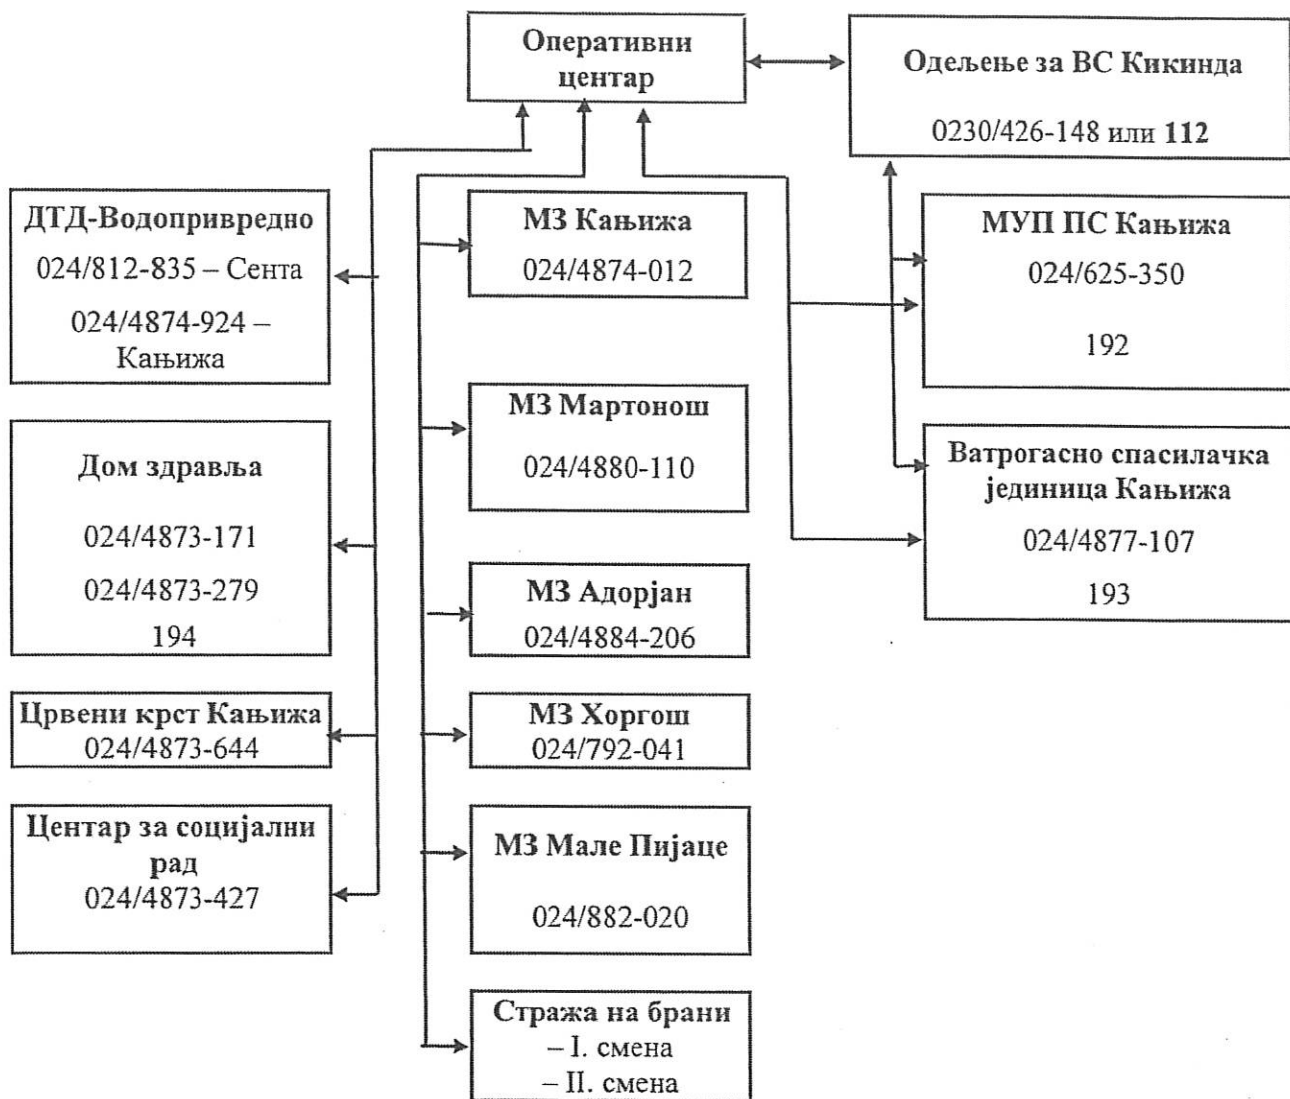 Оперативни
центар
Одељење за ВС Кикинда
0230/426-148 или 112
ДТД-Водопривредно
024/812-835 – Сента
024/4874-924 –
Кањижа
Дом здравља
024/4873-171
024/4873-279
194
Црвени крст Кањижа
024/4873-644
Центар за социјални
рад
024/4873-427
МЗ Кањижа
024/4874-012
МЗ Мартонош
024/4880-110
МЗ Адорјан
024/4884-206
МЗ Хоргош
024/792-041
МЗ Мале Пијаце
024/882-020
Стража на брани
– I. смена
– II. смена
МУП ПС Кањижа
024/625-350
192
Ватрогасно спасилачка
јединица Кањижа
024/4877-107
193